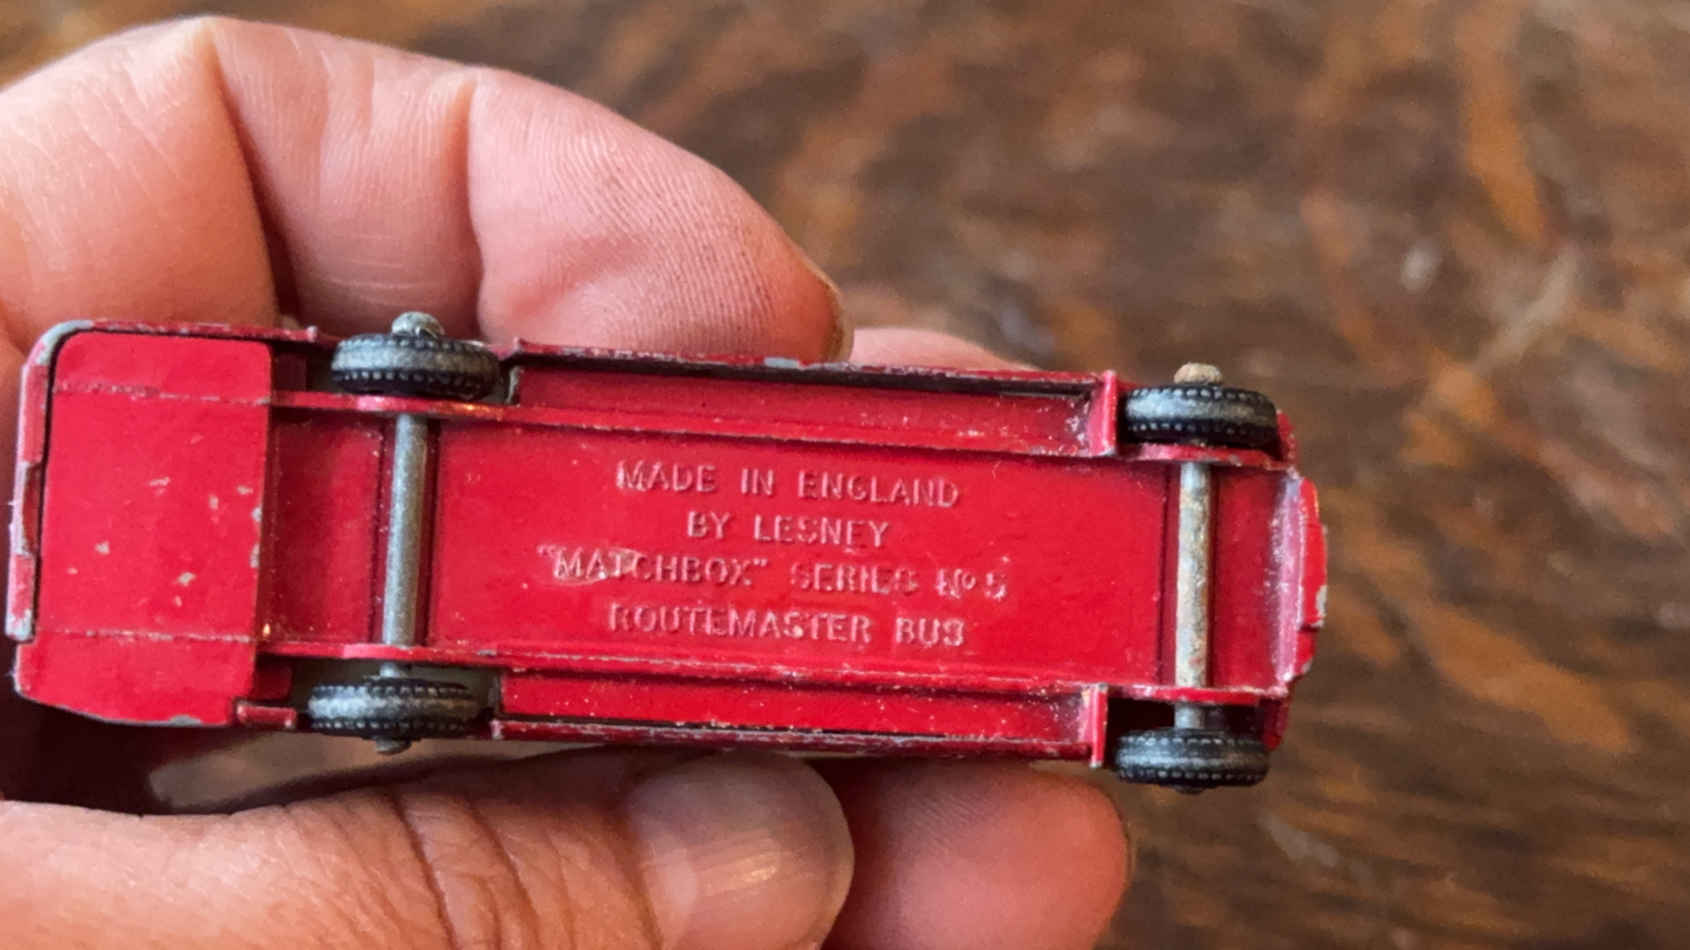 MADE IN ENGLAND
BY LESNEY
"MATCHBOX" SERIES No 5
ROUTEMASTER BUS